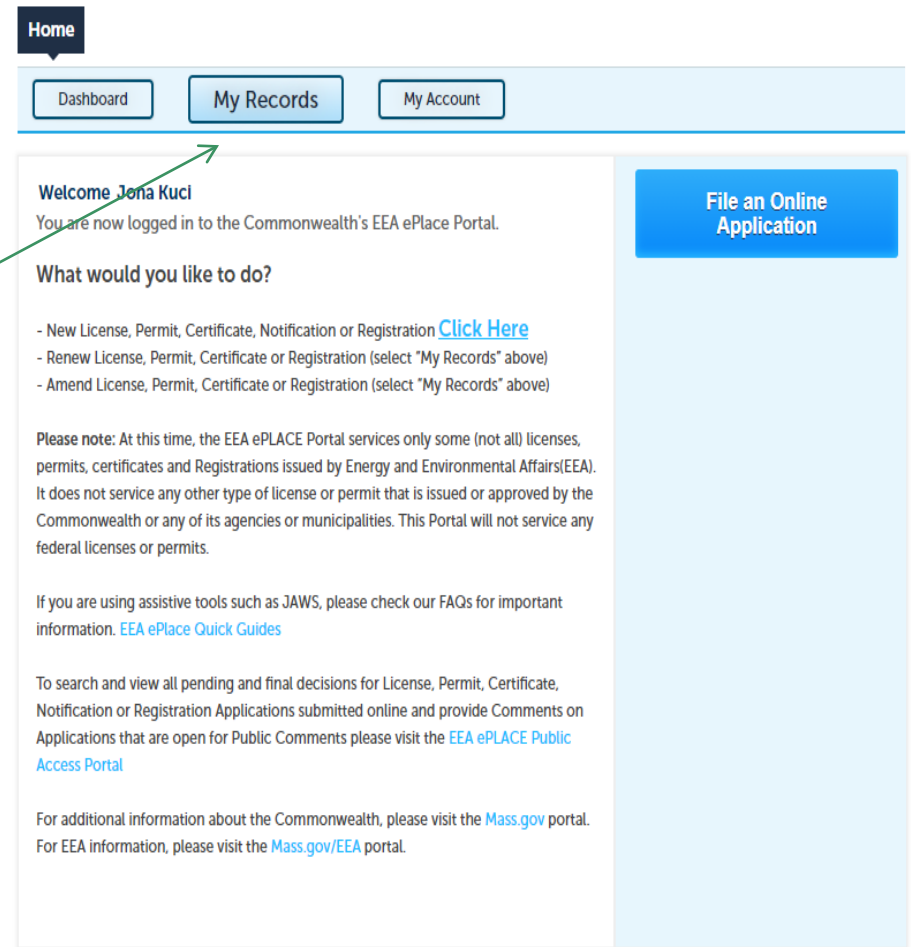 Home
Dashboard My Records My Account
Welcome Jona Kuci
You are now logged in to the Commonwealth's EEA ePlace Portal.
File an Online
Application
What would you like to do?
- New License, Permit, Certificate, Notification or Registration Click Here
- Renew License, Permit, Certificate or Registration (select "My Records" above)
- Amend License, Permit, Certificate or Registration (select "My Records" above)
Please note: At this time, the EEA ePLACE Portal services only some (not all) licenses,
permits, certificates and Registrations issued by Energy and Environmental Affairs(EEA).
It does not service any other type of license or permit that is issued or approved by the
Commonwealth or any of its agencies or municipalities. This Portal will not service any
federal licenses or permits.
If you are using assistive tools such as JAWS, please check our FAQs for important
information. EEA ePlace Quick Guides
To search and view all pending and final decisions for License, Permit, Certificate,
Notification or Registration Applications submitted online and provide Comments on
Applications that are open for Public Comments please visit the EEA ePLACE Public
Access Portal
For additional information about the Commonwealth, please visit the Mass.gov portal.
For EEA information, please visit the Mass.gov/EEA portal.